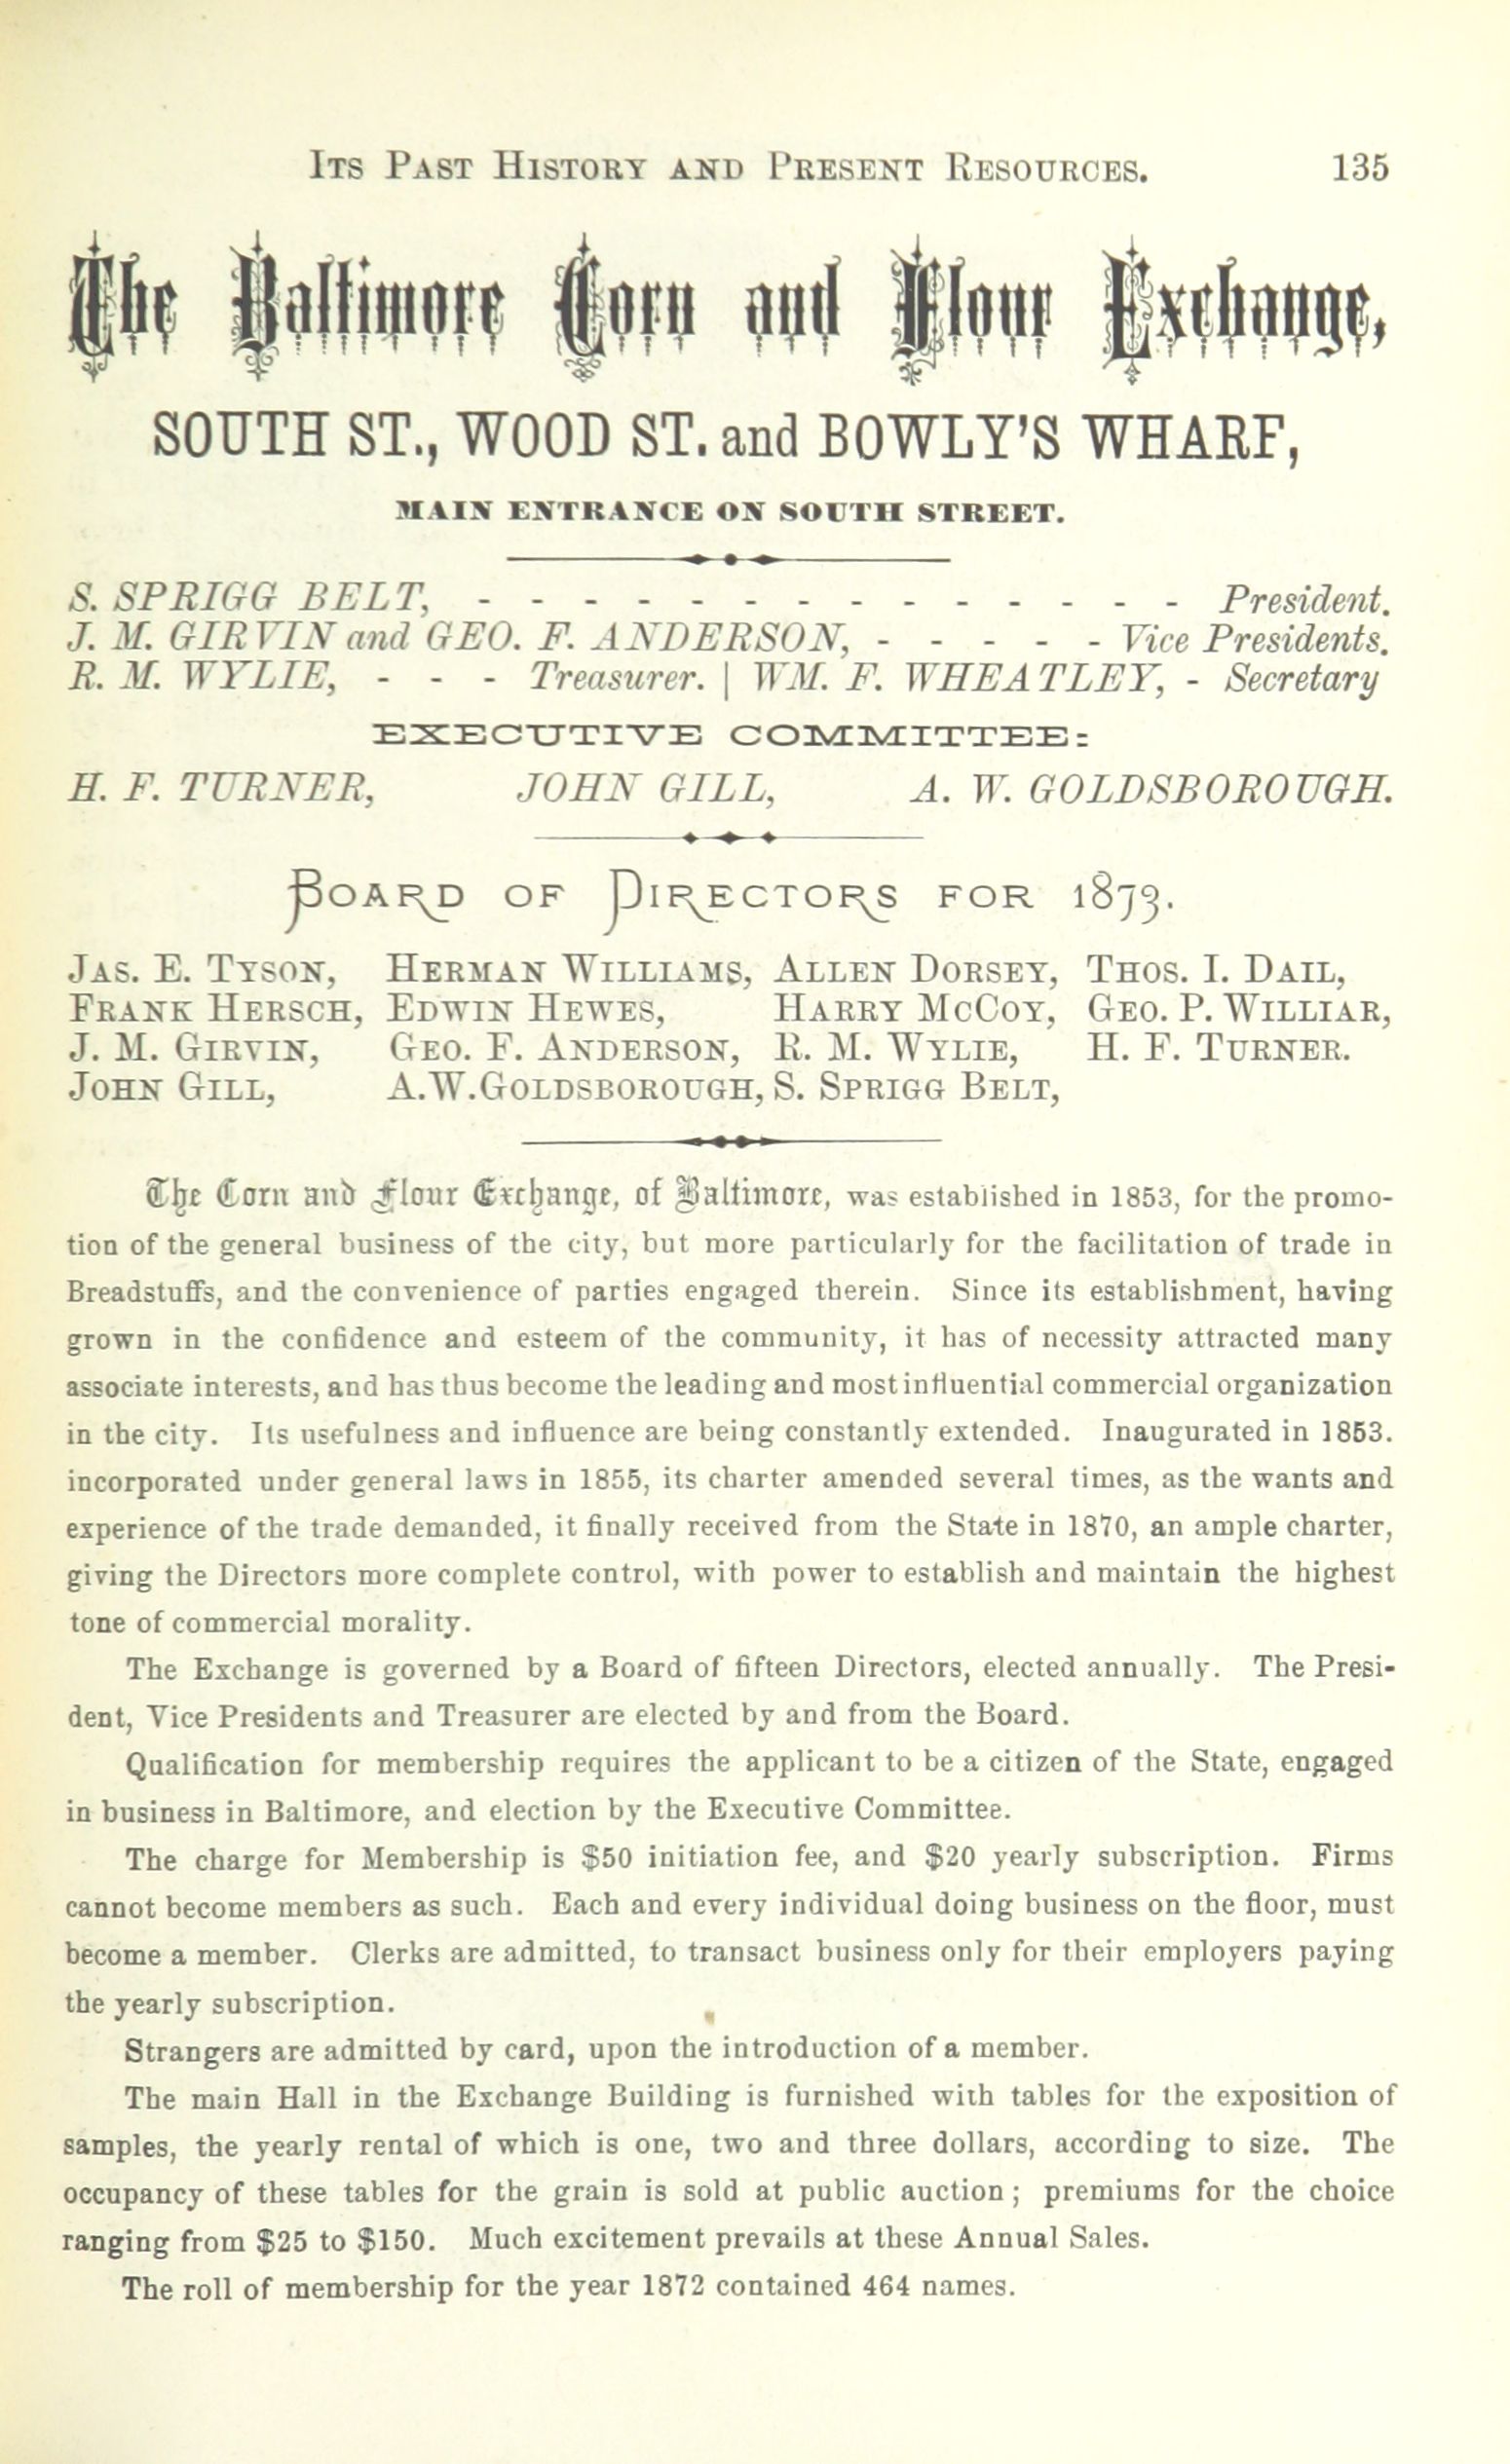 Its Past History and Present Resources. 135
The Baltimore Corn and Flour Exchange,
SOUTH ST., WOOD ST. and BOWLY'S WHARF,
MAIN ENTRANCE ON SOUTH STREET.
S. SPRIGG BELT, - - - - - - - - - - - - - - President.
J. M. GIRVIN and GEO. F. ANDERSON, - - - - - Vice Presidents.
R. M. WYLIE, - - - Treasurer. | WM. F. WHEATLEY, - Secretary
EXECUTIVE COMMITTEE:
H. F. TURNER, JOHN GILL, A. W. GOLDSBOROUGH.
Board of Directors for 1873.
Jas. E. Tyson, Herman Williams, Allen Dorsey, Thos. I. Dail,
Frank Hersch, Edwin Hewes, Harry McCoy, Geo. P. Williar,
J. M. Girvin, Geo. F. Anderson, R. M. Wylie, H. F. Turner.
John Gill, A. W. Goldsborough, S. Sprigg Belt,
The Corn and Flour Exchange, of Baltimore, was established in 1853, for the promo-
tion of the general business of the city, but more particularly for the facilitation of trade in
Breadstuffs, and the convenience of parties engaged therein. Since its establishment, having
grown in the confidence and esteem of the community, it has of necessity attracted many
associate interests, and has thus become the leading and most influential commercial organization
in the city. Its usefulness and influence are being constantly extended. Inaugurated in 1853.
incorporated under general laws in 1855, its charter amended several times, as the wants and
experience of the trade demanded, it finally received from the State in 1870, an ample charter,
giving the Directors more complete control, with power to establish and maintain the highest
tone of commercial morality.
The Exchange is governed by a Board of fifteen Directors, elected annually. The Presi-
dent, Vice Presidents and Treasurer are elected by and from the Board.
Qualification for membership requires the applicant to be a citizen of the State, engaged
in business in Baltimore, and election by the Executive Committee.
The charge for Membership is $50 initiation fee, and $20 yearly subscription. Firms
cannot become members as such. Each and every individual doing business on the floor, must
become a member. Clerks are admitted, to transact business only for their employers paying
the yearly subscription.
Strangers are admitted by card, upon the introduction of a member.
The main Hall in the Exchange Building is furnished with tables for the exposition of
samples, the yearly rental of which is one, two and three dollars, according to size. The
occupancy of these tables for the grain is sold at public auction; premiums for the choice
ranging from $25 to $150. Much excitement prevails at these Annual Sales.
The roll of membership for the year 1872 contained 464 names.